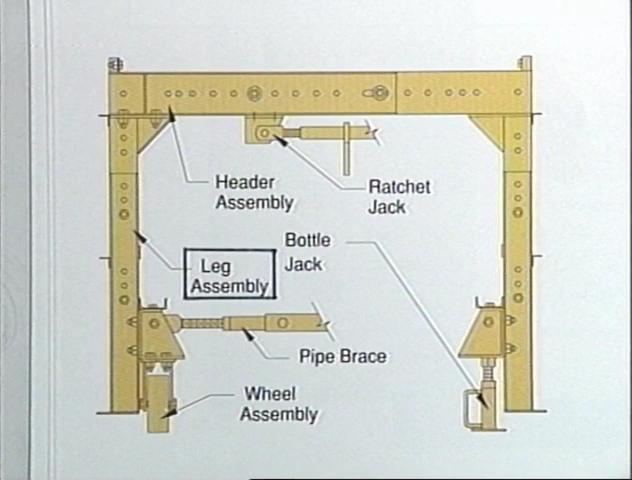 Header
Assembly
Ratchet
Jack
Bottle
Jack
Leg
Assembly
Pipe Brace
Wheel
Assembly